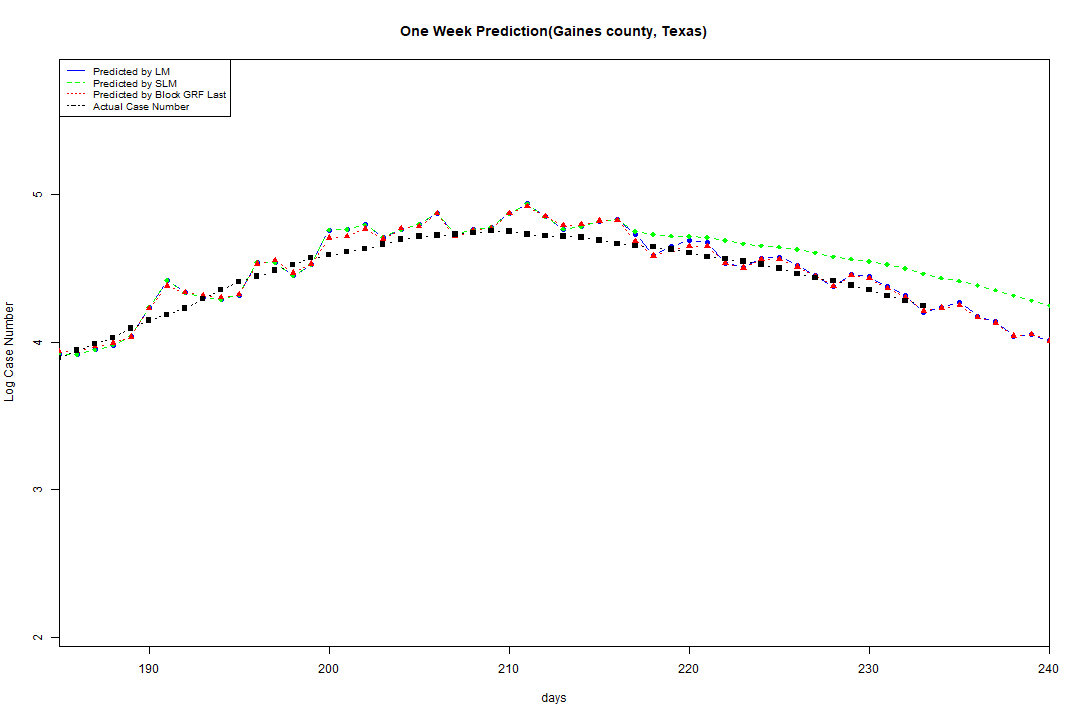 One Week Prediction(Gaines county, Texas)
Predicted by LM
Predicted by SLM
Predicted by Block GRF Last
Actual Case Number
5
4
3
2
Log Case Number
190 200 210 220 230 240
days